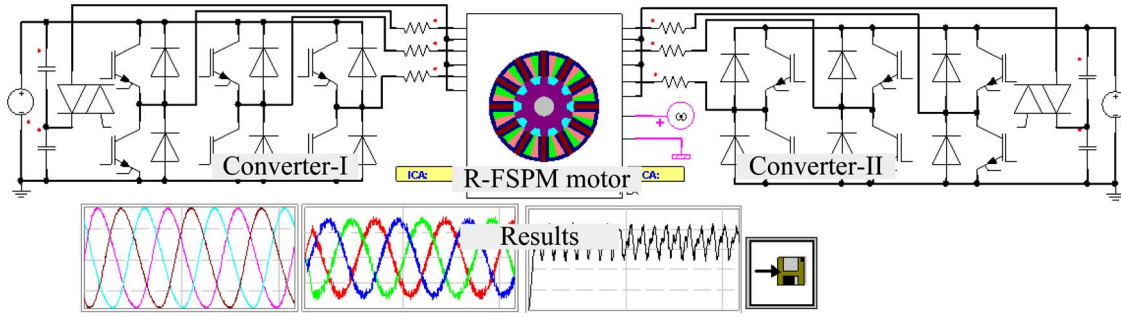 Converter-I
ICA:
R-FSPM motor
CA:
ω
Converter-II
Results